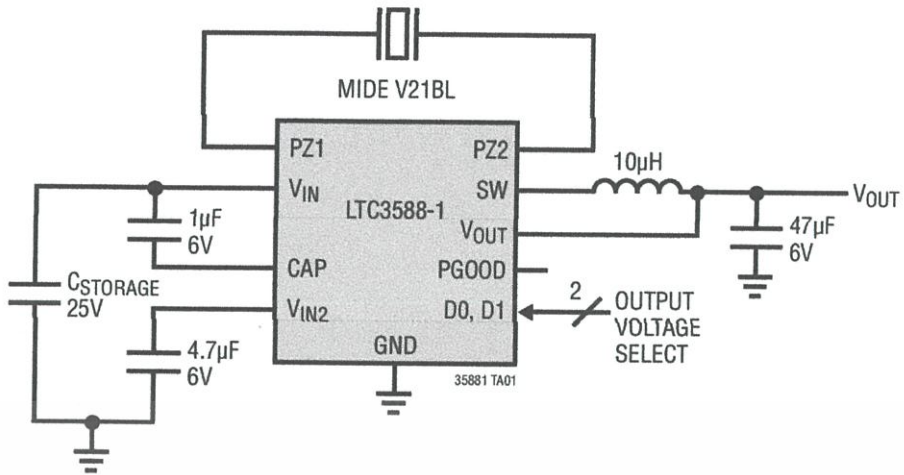 MIDE V21BL
PZ1
PZ2
10µH
V_IN
SW
LTC3588-1
V_OUT
1µF
6V
V_OUT
47µF
6V
CAP
PGOOD
C_STORAGE
25V
V_IN2
D0, D1
2
OUTPUT
VOLTAGE
SELECT
4.7µF
6V
GND
35881 TA01